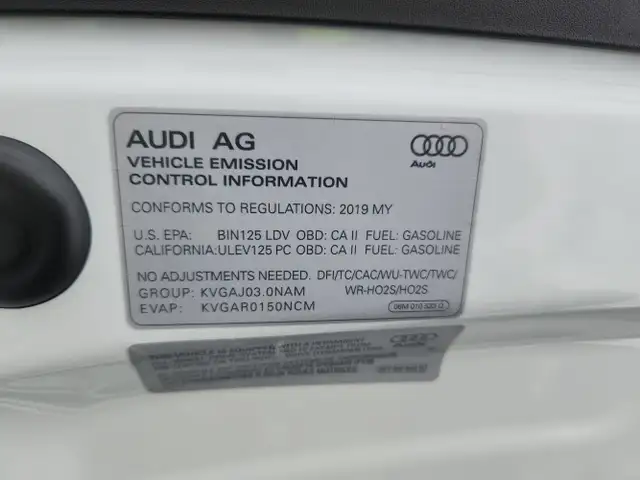 AUDI AG
Audi
VEHICLE EMISSION
CONTROL INFORMATION
CONFORMS TO REGULATIONS: 2019 MY
U.S. EPA: BIN125 LDV OBD: CA II FUEL: GASOLINE
CALIFORNIA: ULEV125 PC OBD: CA II FUEL: GASOLINE
NO ADJUSTMENTS NEEDED. DFI/TC/CAC/WU-TWC/TWC/
GROUP: KVGAJ03.0NAM WR-HO2S/HO2S
EVAP: KVGAR0150NCM